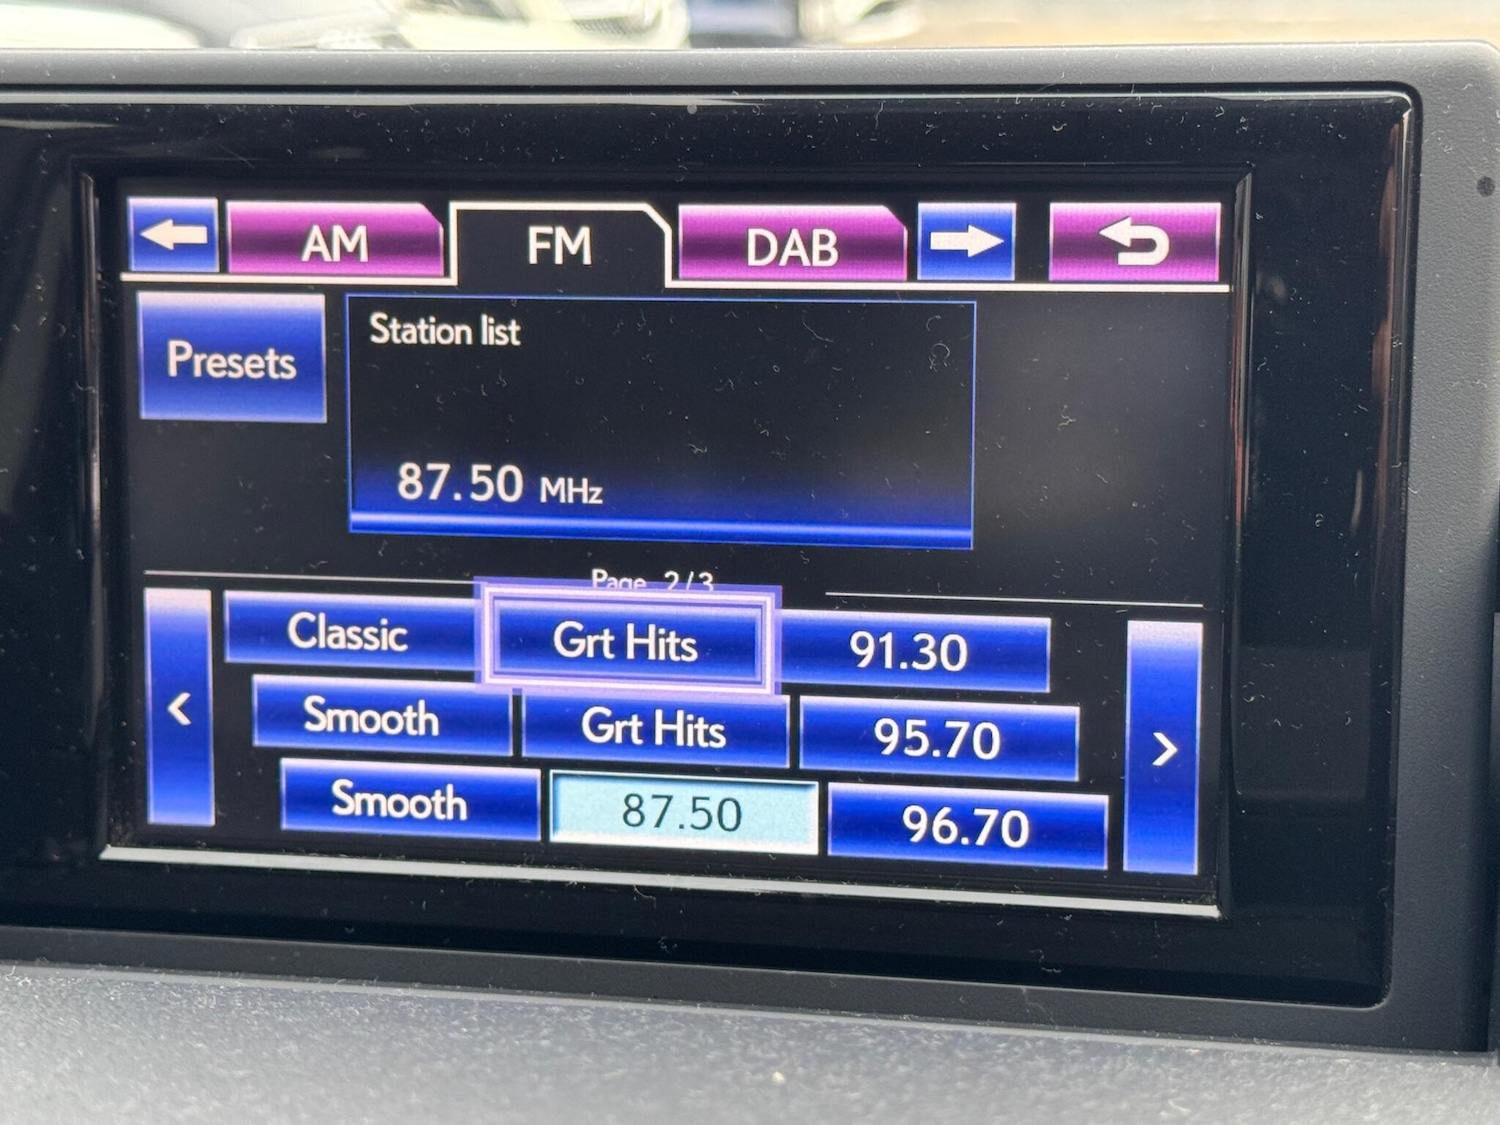 AM FM DAB
Presets
Station list
87.50 MHz
Page 2/3
Classic Grt Hits 91.30
Smooth Grt Hits 95.70
Smooth 87.50 96.70